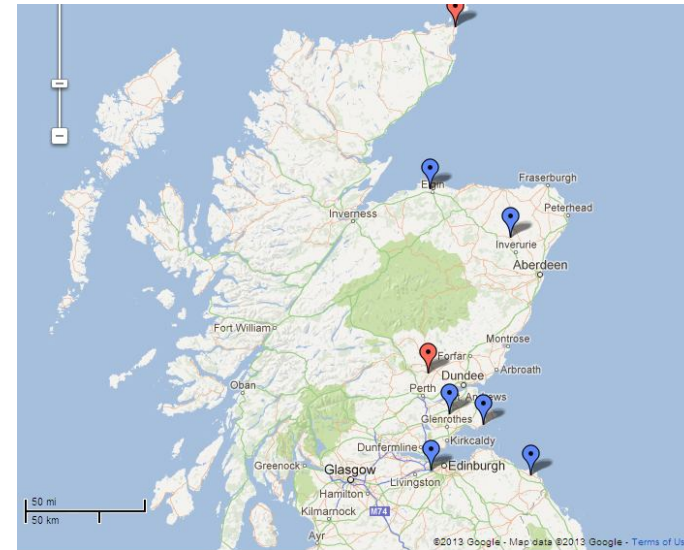 Elgin
Fraserburgh
Peterhead
Inverness
Inverurie
Aberdeen
Fort William
Montrose
Forfar
Arbroath
Dundee
Oban
Perth
Andrews
Glenrothes
Kirkcaldy
Dunfermline
Greenock
Glasgow
Edinburgh
Livingston
Hamilton
50 mi
50 km
Kilmarnock
M74
Ayr
©2013 Google - Map data ©2013 Google - Terms of Us